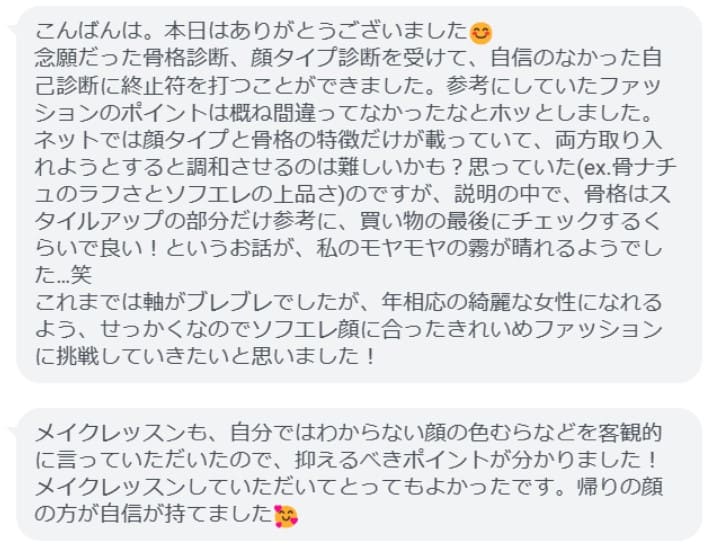 こんばんは。本日はありがとうございました😊
念願だった骨格診断、顔タイプ診断を受けて、自信のなかった自
己診断に終止符を打つことができました。参考にしていたファッ
ションのポイントは概ね間違ってなかったなとホッとしました。
ネットでは顔タイプと骨格の特徴だけが載っていて、両方取り入
れようとすると調和させるのは難しいかも？思っていた(ex.骨ナチ
ュのラフさとソフエレの上品さ)のですが、説明の中で、骨格はス
タイルアップの部分だけ参考に、買い物の最後にチェックするく
らいで良い！というお話が、私のモヤモヤの霧が晴れるようでし
た...笑
これまでは軸がブレブレでしたが、年相応の綺麗な女性になれる
よう、せっかくなのでソフエレ顔に合ったきれいめファッション
に挑戦していきたいと思いました！
メイクレッスンも、自分ではわからない顔の色むらなどを客観的
に言っていただいたので、抑えるべきポイントが分かりました！
メイクレッスンしていただいてとってもよかったです。帰りの顔
の方が自信が持てました🥰